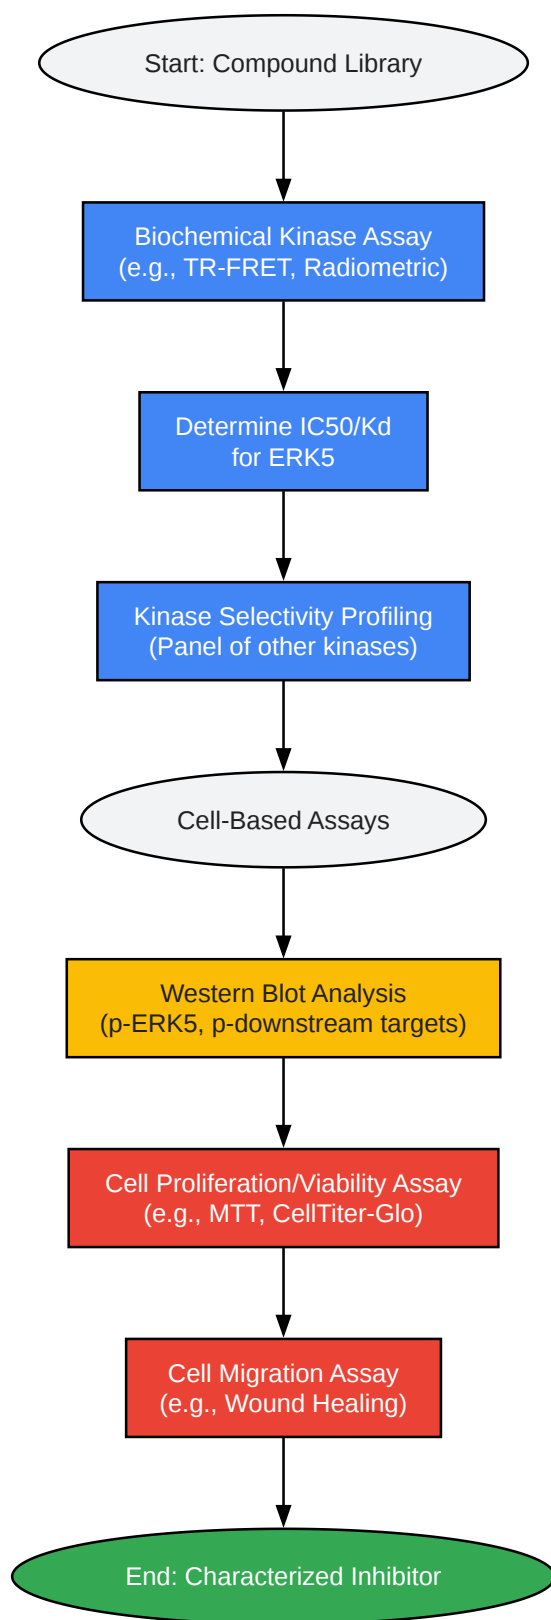 Start: Compound Library
Biochemical Kinase Assay
(e.g., TR-FRET, Radiometric)
Determine IC50/Kd
for ERK5
Kinase Selectivity Profiling
(Panel of other kinases)
Cell-Based Assays
Western Blot Analysis
(p-ERK5, p-downstream targets)
Cell Proliferation/Viability Assay
(e.g., MTT, CellTiter-Glo)
Cell Migration Assay
(e.g., Wound Healing)
End: Characterized Inhibitor